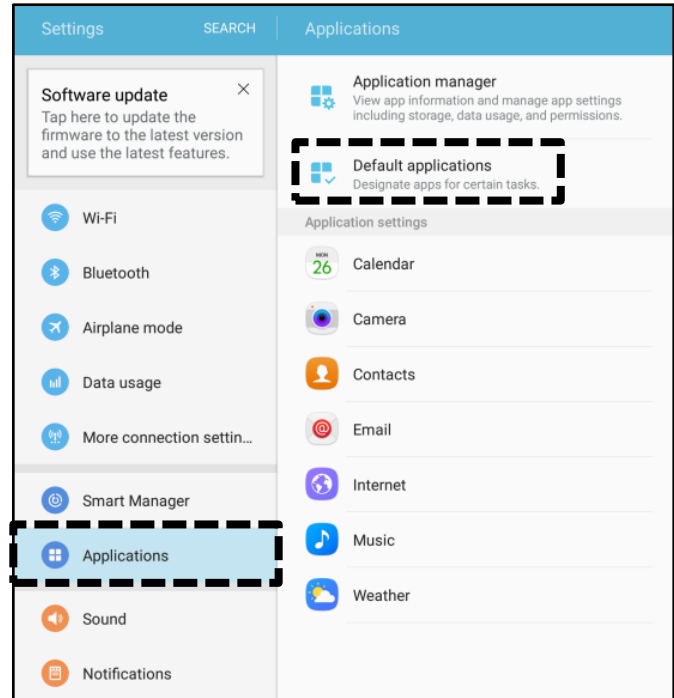 Settings SEARCH Applications
Software update
Tap here to update the
firmware to the latest version
and use the latest features.
Wi-Fi
Bluetooth
Airplane mode
Data usage
More connection settin...
Smart Manager
Applications
Sound
Notifications
Application manager
View app information and manage app settings
including storage, data usage, and permissions.
Default applications
Designate apps for certain tasks.
Application settings
MON
26
Calendar
Camera
Contacts
@
Email
Internet
Music
Weather